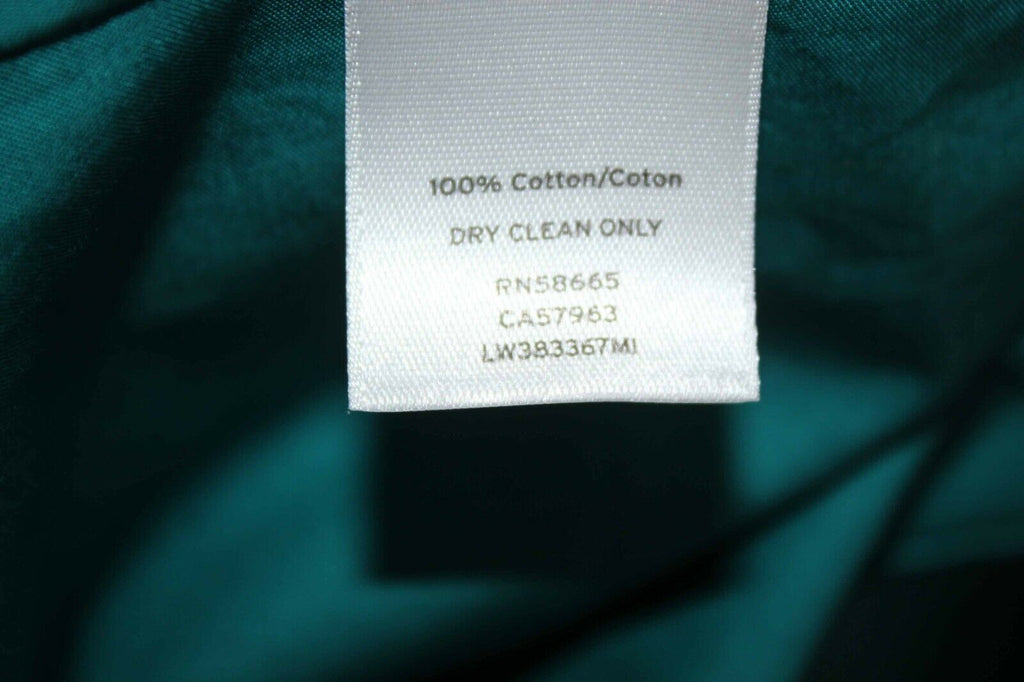 100% Cotton/Coton
DRY CLEAN ONLY
RN58665
CA57963
LW383367MI